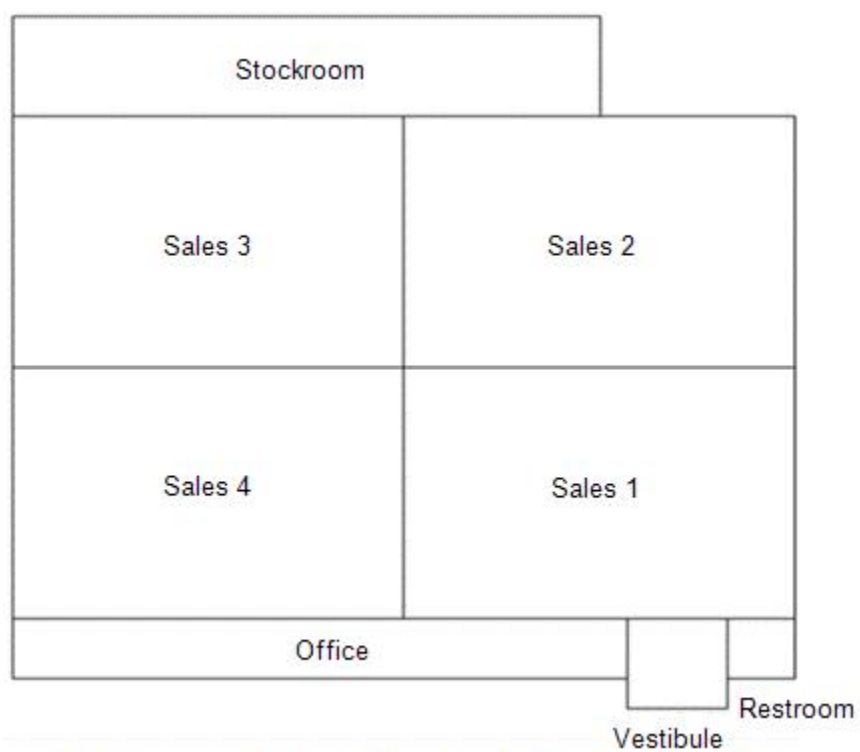 Stockroom
Sales 3
Sales 2
Sales 4
Sales 1
Office
Restroom
Vestibule